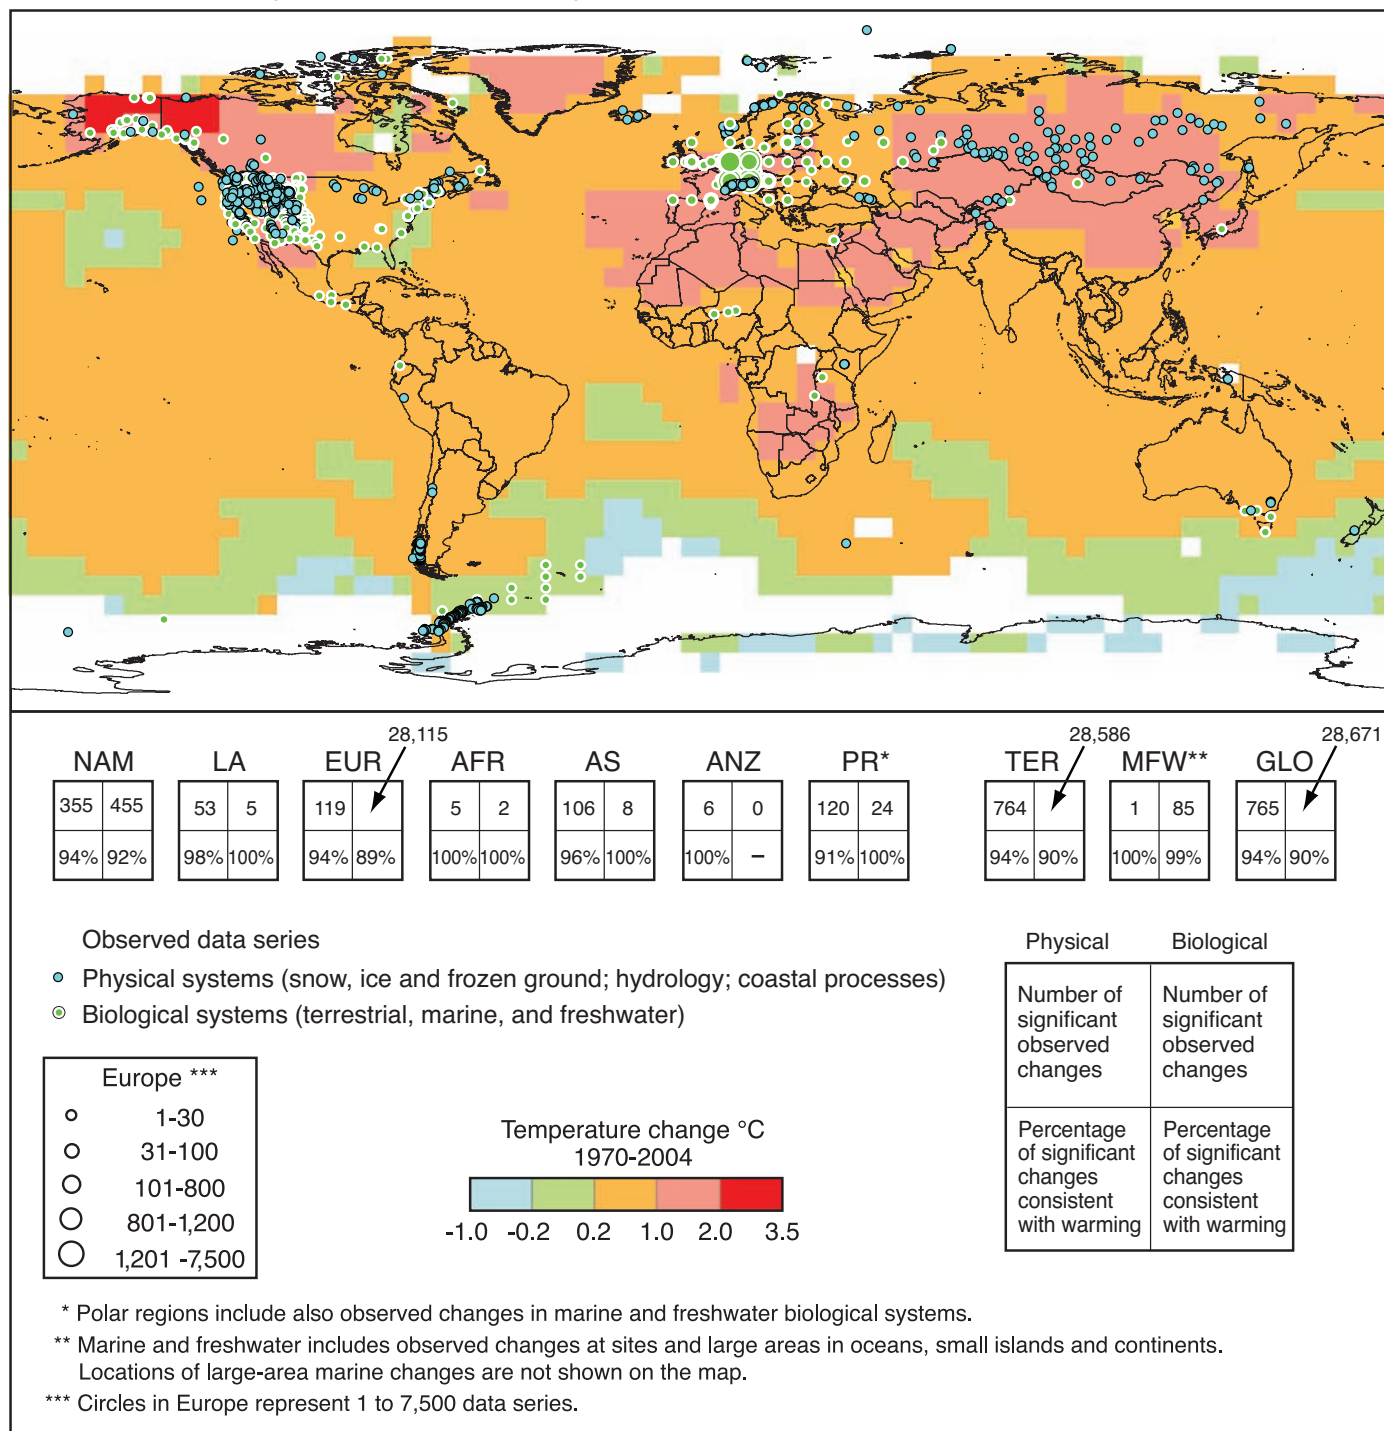 28,115
28,586
28,671
NAM LA EUR AFR AS ANZ PR* TER MFW** GLO
355 455 53 5 119 5 2 106 8 6 0 120 24 764 1 85 765
94% 92% 98% 100% 94% 89% 100% 100% 96% 100% 100% – 91% 100% 94% 90% 100% 99% 94% 90%
Observed data series
Physical systems (snow, ice and frozen ground; hydrology; coastal processes)
Biological systems (terrestrial, marine, and freshwater)
Physical Biological
Number of significant observed changes
Number of significant observed changes
Percentage of significant changes consistent with warming
Percentage of significant changes consistent with warming
Europe ***
1-30
31-100
101-800
801-1,200
1,201 -7,500
Temperature change °C
1970-2004
-1.0 -0.2 0.2 1.0 2.0 3.5
* Polar regions include also observed changes in marine and freshwater biological systems.
** Marine and freshwater includes observed changes at sites and large areas in oceans, small islands and continents.
Locations of large-area marine changes are not shown on the map.
*** Circles in Europe represent 1 to 7,500 data series.